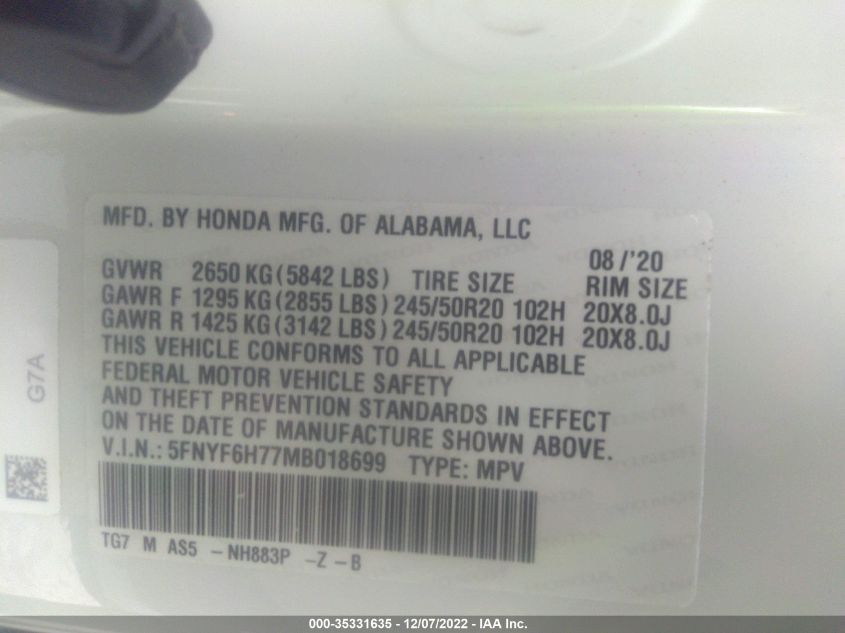 MFD. BY HONDA MFG. OF ALABAMA, LLC
08/'20
GVWR 2650 KG (5842 LBS) TIRE SIZE RIM SIZE
GAWR F 1295 KG (2855 LBS) 245/50R20 102H 20X8.0J
GAWR R 1425 KG (3142 LBS) 245/50R20 102H 20X8.0J
THIS VEHICLE CONFORMS TO ALL APPLICABLE
FEDERAL MOTOR VEHICLE SAFETY
AND THEFT PREVENTION STANDARDS IN EFFECT
ON THE DATE OF MANUFACTURE SHOWN ABOVE.
V.I.N.: 5FNYF6H77MB018699 TYPE: MPV
TG7 M AS5 -NH883P -Z -B
G7A
000-35331635 - 12/07/2022 - IAA Inc.